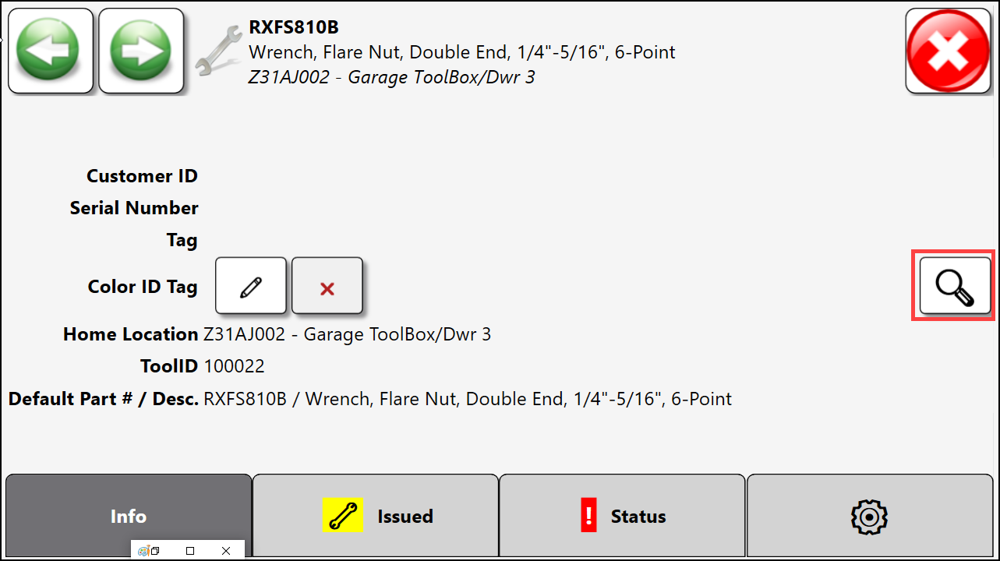 RXFS810B
Wrench, Flare Nut, Double End, 1/4"-5/16", 6-Point
Z31AJ002 - Garage ToolBox/Dwr 3
Customer ID
Serial Number
Tag
Color ID Tag
Home Location Z31AJ002 - Garage ToolBox/Dwr 3
ToolID 100022
Default Part # / Desc. RXFS810B / Wrench, Flare Nut, Double End, 1/4"-5/16", 6-Point
Info
Issued
! Status